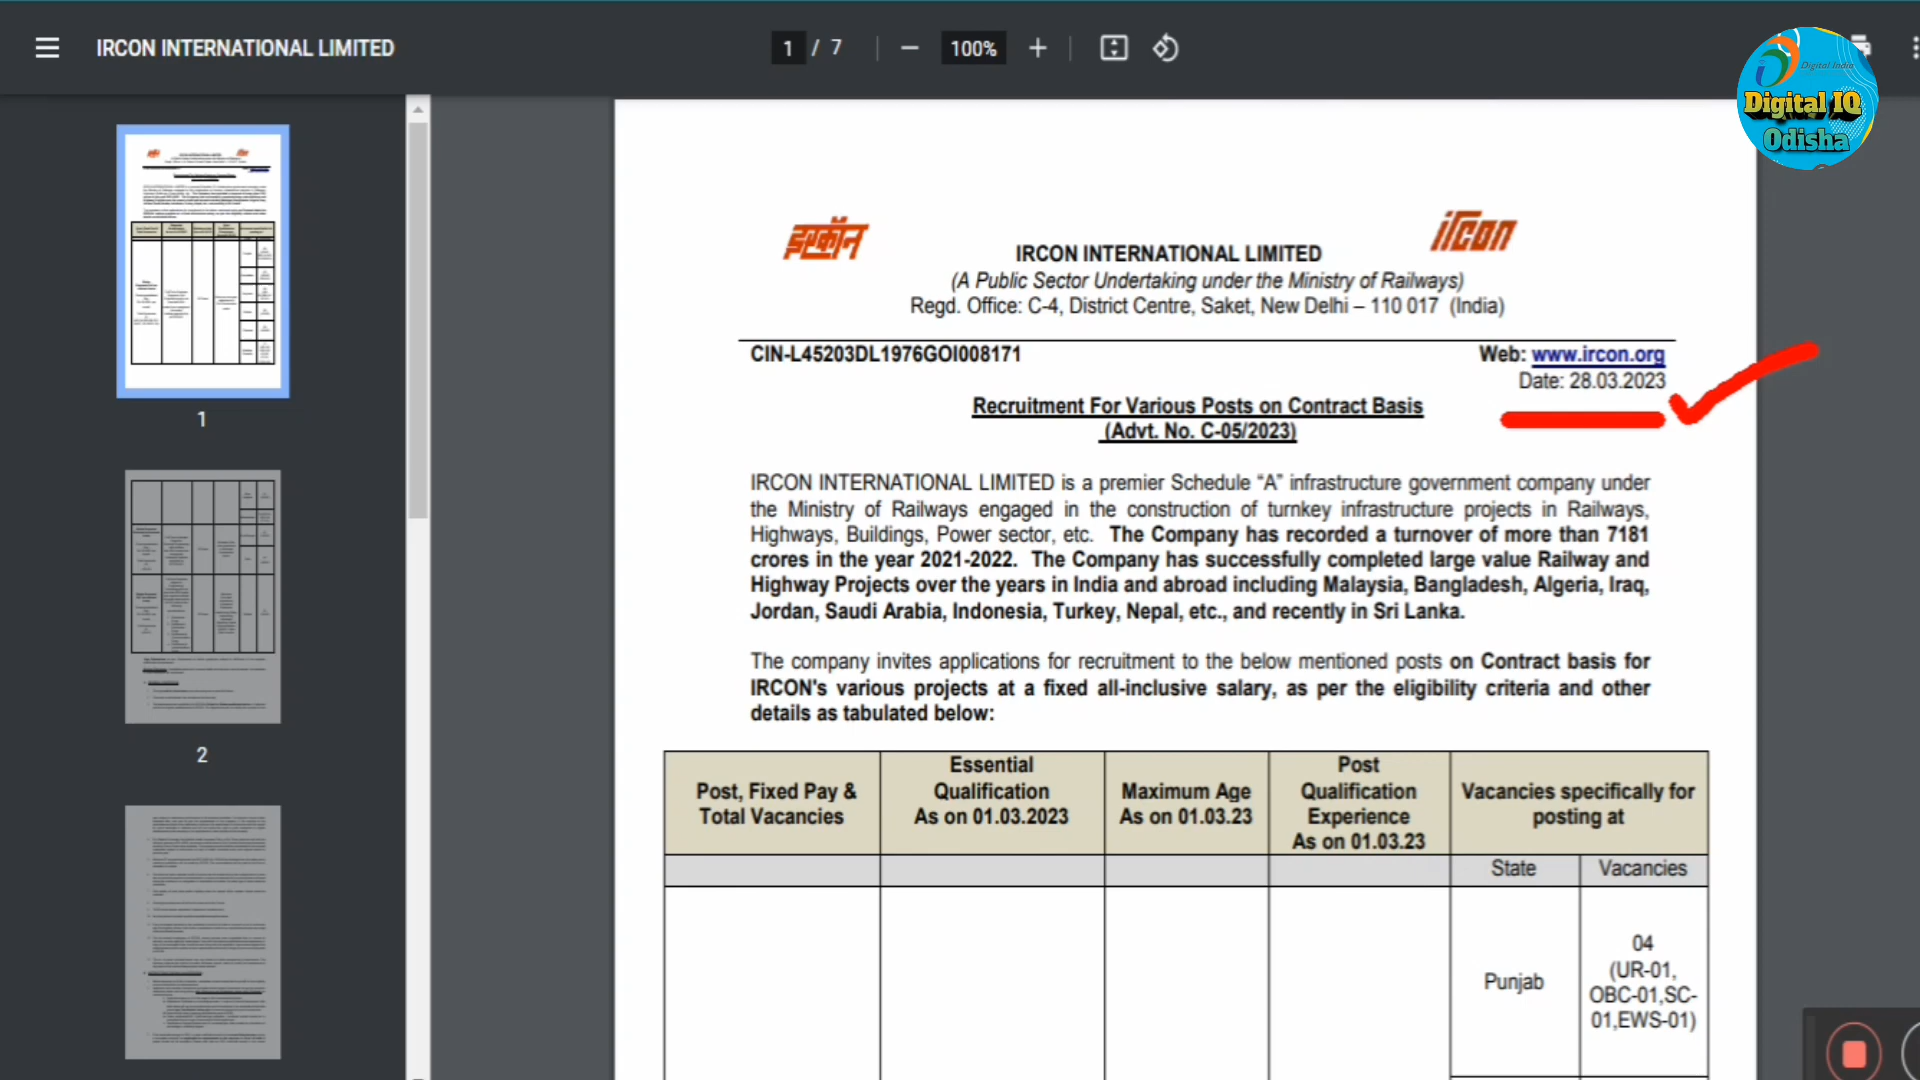 IRCON INTERNATIONAL LIMITED
1 / 7
100%
Digital India
Digital IQ
Odisha
इरकॉन
ircon
IRCON INTERNATIONAL LIMITED
(A Public Sector Undertaking under the Ministry of Railways)
Regd. Office: C-4, District Centre, Saket, New Delhi – 110 017 (India)
CIN-L45203DL1976GOI008171
Web: www.ircon.org
Date: 28.03.2023
Recruitment For Various Posts on Contract Basis
(Advt. No. C-05/2023)
IRCON INTERNATIONAL LIMITED is a premier Schedule “A” infrastructure government company under
the Ministry of Railways engaged in the construction of turnkey infrastructure projects in Railways,
Highways, Buildings, Power sector, etc. The Company has recorded a turnover of more than 7181
crores in the year 2021-2022. The Company has successfully completed large value Railway and
Highway Projects over the years in India and abroad including Malaysia, Bangladesh, Algeria, Iraq,
Jordan, Saudi Arabia, Indonesia, Turkey, Nepal, etc., and recently in Sri Lanka.
The company invites applications for recruitment to the below mentioned posts on Contract basis for
IRCON's various projects at a fixed all-inclusive salary, as per the eligibility criteria and other
details as tabulated below:
Post, Fixed Pay &
Total Vacancies
Essential
Qualification
As on 01.03.2023
Maximum Age
As on 01.03.23
Post
Qualification
Experience
As on 01.03.23
Vacancies specifically for
posting at
State
Vacancies
Punjab
04
(UR-01,
OBC-01,SC-
01,EWS-01)
1
2